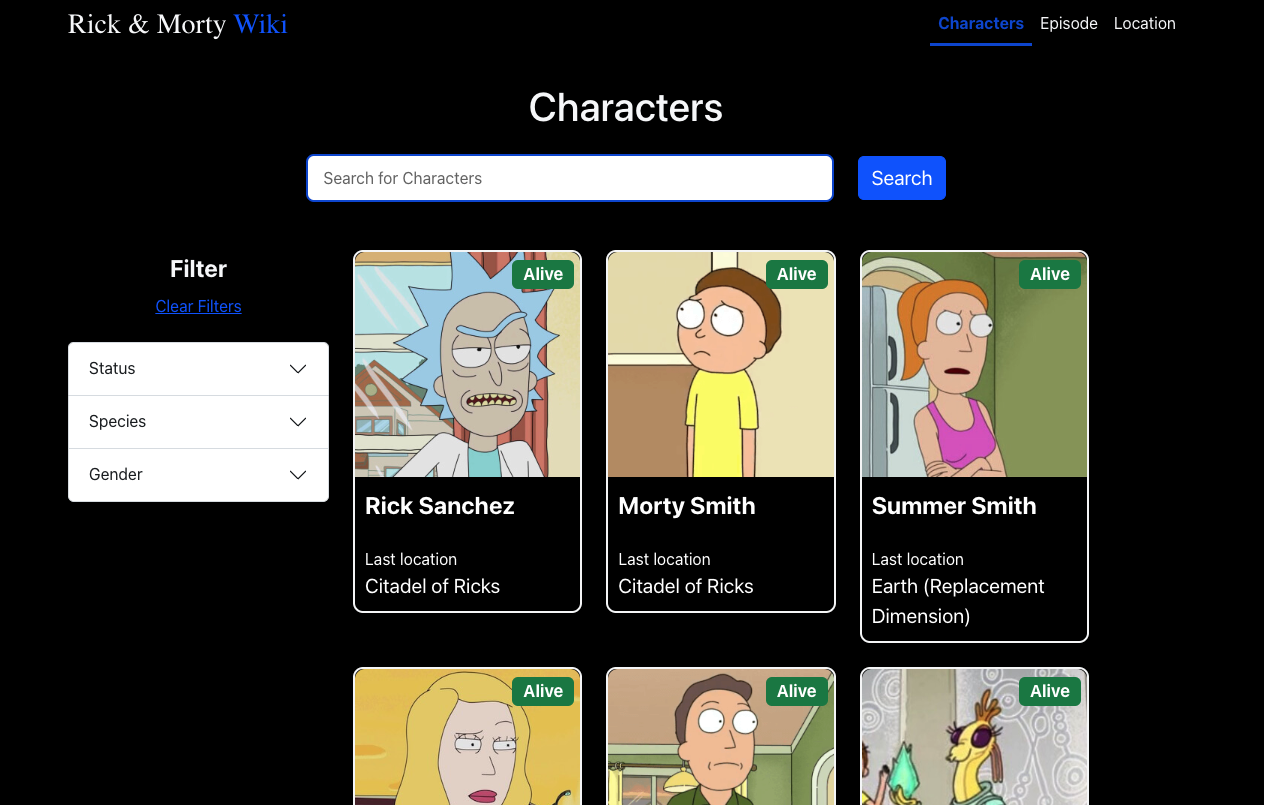 Rick & Morty Wiki
Characters Episode Location
Characters
Search for Characters
Search
Filter
Clear Filters
Status
Species
Gender
Alive
Rick Sanchez
Last location
Citadel of Ricks
Alive
Morty Smith
Last location
Citadel of Ricks
Alive
Summer Smith
Last location
Earth (Replacement
Dimension)
Alive
Alive
Alive